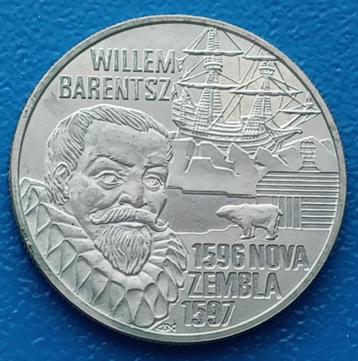 WILLEM
BARENTSZ
1596 NOVA
ZEMBLA
1597